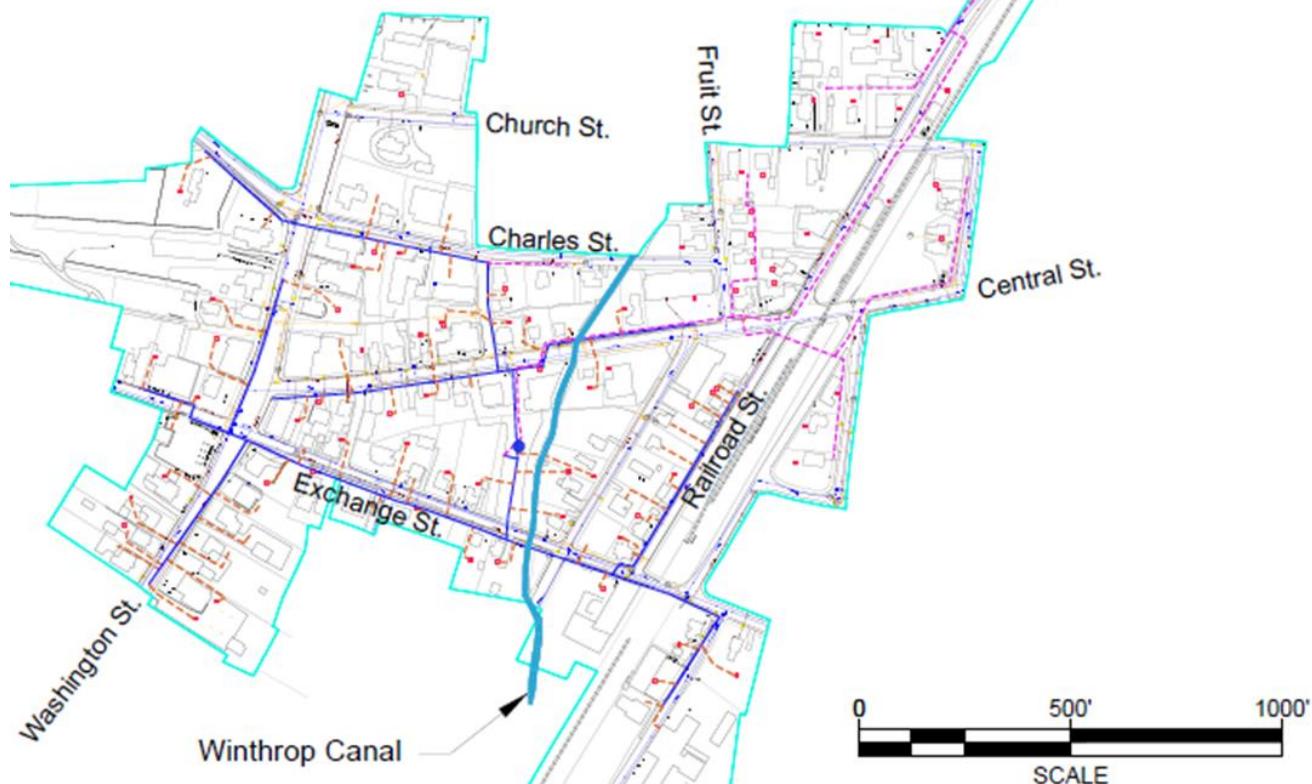 Fruit St.
Church St.
Charles St.
Central St.
Railroad St.
Exchange St.
Washington St.
Winthrop Canal
0 500' 1000'
SCALE